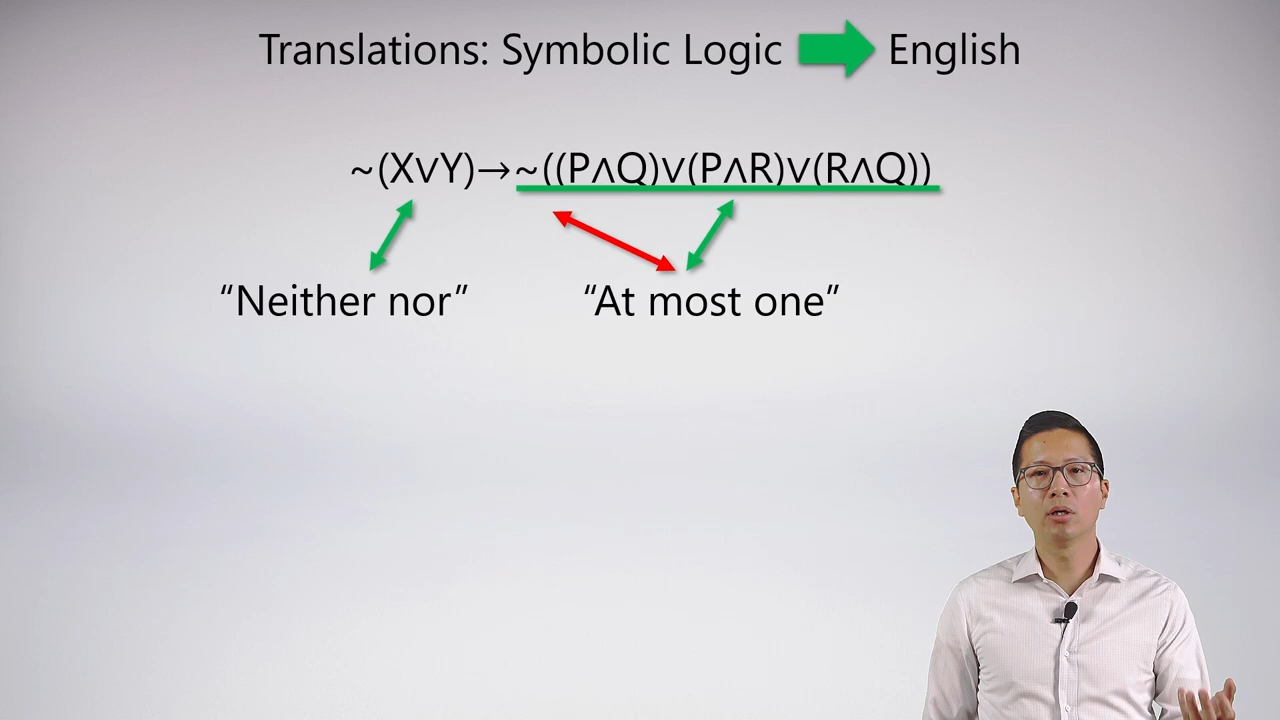 Translations: Symbolic Logic English
~(X∨Y)→~((P∧Q)∨(P∧R)∨(R∧Q))
“Neither nor” “At most one”